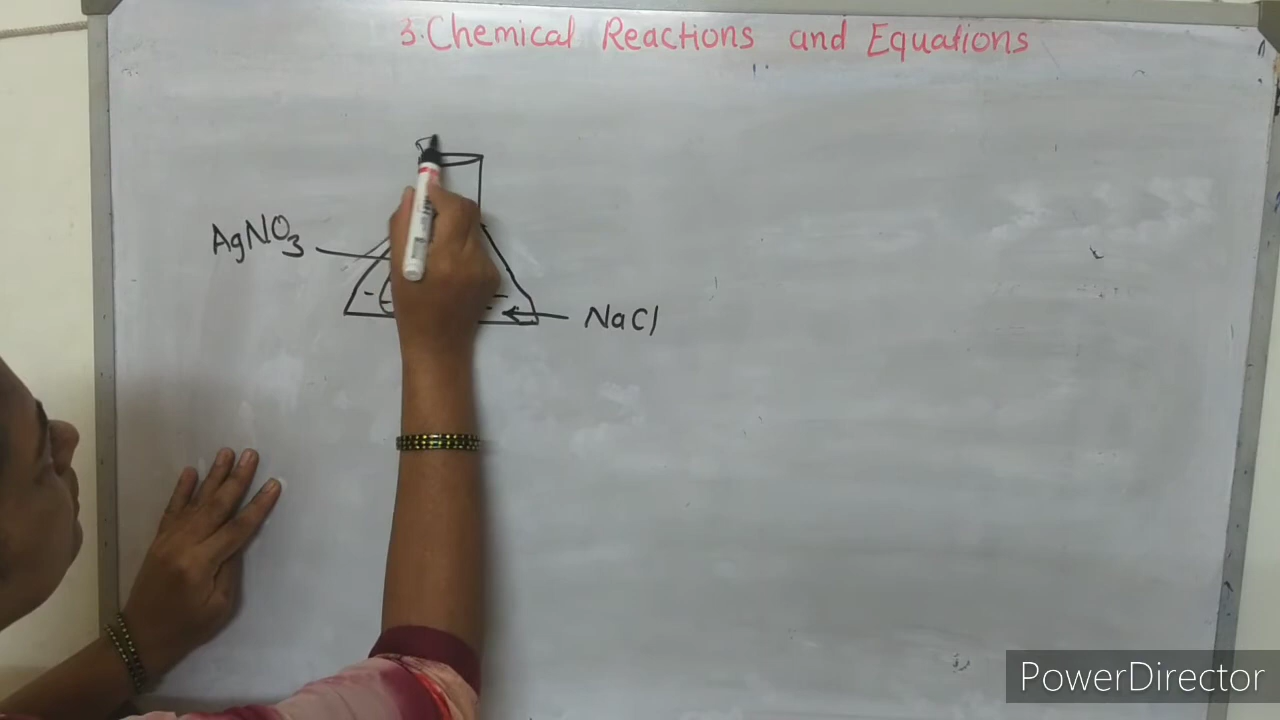 3. Chemical Reactions and Equations
AgNO3
NaCl
PowerDirector